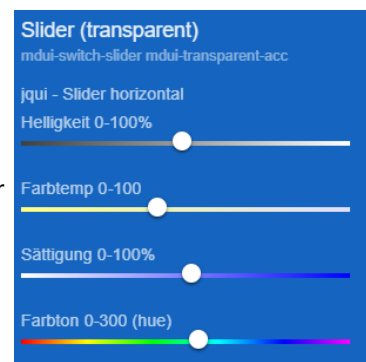 Slider (transparent)
mdui-switch-slider mdui-transparent-acc
jqui - Slider horizontal
Helligkeit 0-100%
r
Farbtemp 0-100
Sättigung 0-100%
Farbton 0-300 (hue)